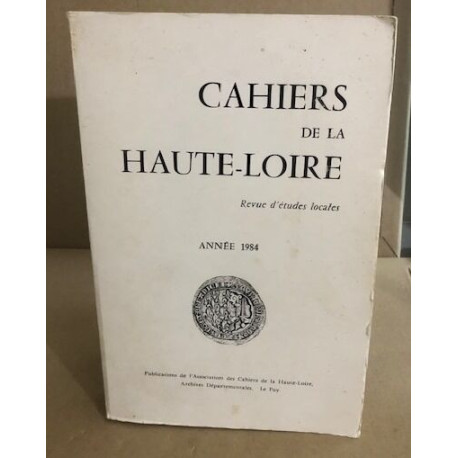 CAHIERS
DE LA
HAUTE-LOIRE
Revue d'études locales
ANNÉE 1984
Publications de l'Association des Cahiers de la Haute-Loire,
Archives Départementales, Le Puy